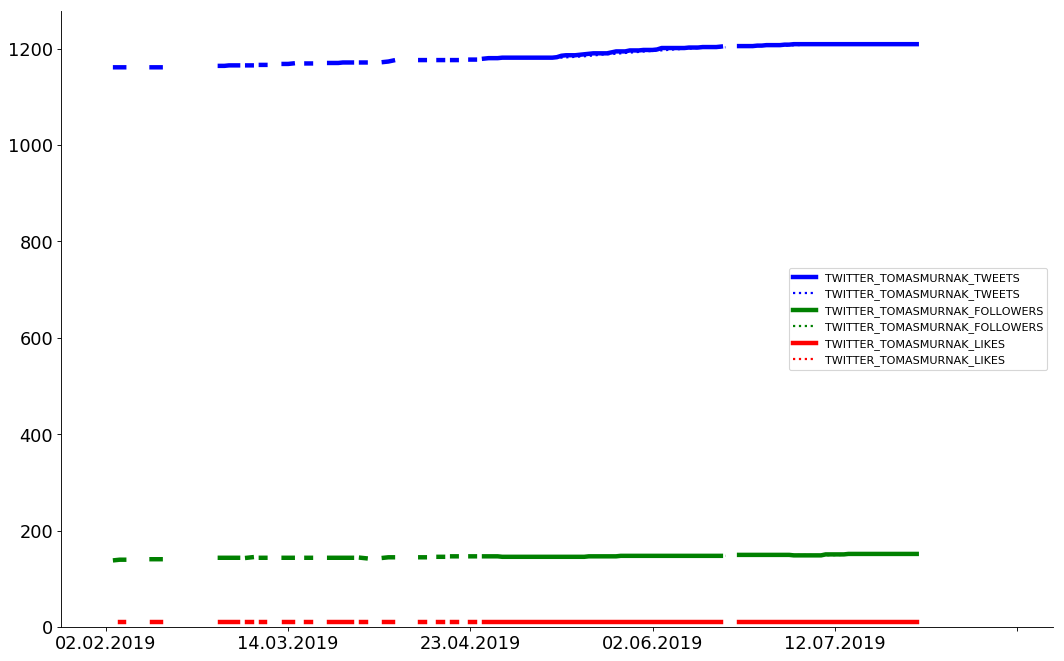 1200
1000
800
600
400
200
0
02.02.2019 14.03.2019 23.04.2019 02.06.2019 12.07.2019
TWITTER_TOMASMURNAK_TWEETS
TWITTER_TOMASMURNAK_TWEETS
TWITTER_TOMASMURNAK_FOLLOWERS
TWITTER_TOMASMURNAK_FOLLOWERS
TWITTER_TOMASMURNAK_LIKES
TWITTER_TOMASMURNAK_LIKES